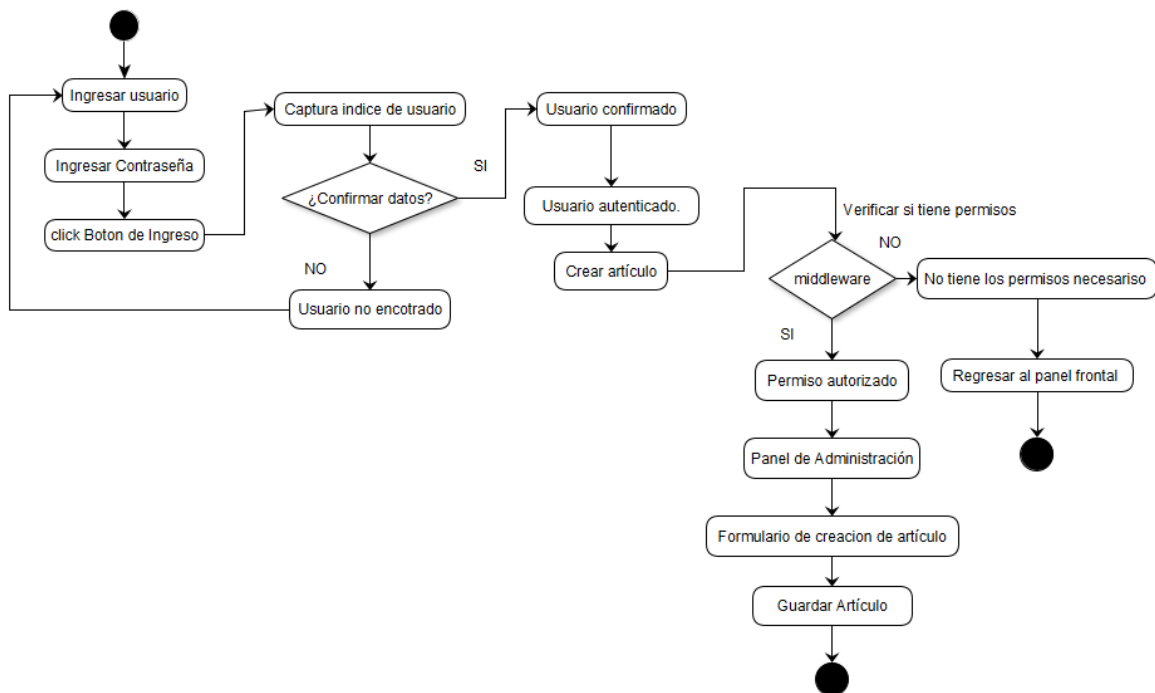 Ingresar usuario
Ingresar Contraseña
click Boton de Ingreso
Captura indice de usuario
¿Confirmar datos?
SI
NO
Usuario no encotrado
Usuario confirmado
Usuario autenticado.
Crear artículo
Verificar si tiene permisos
middleware
NO
No tiene los permisos necesariso
Regresar al panel frontal
SI
Permiso autorizado
Panel de Administración
Formulario de creacion de artículo
Guardar Artículo